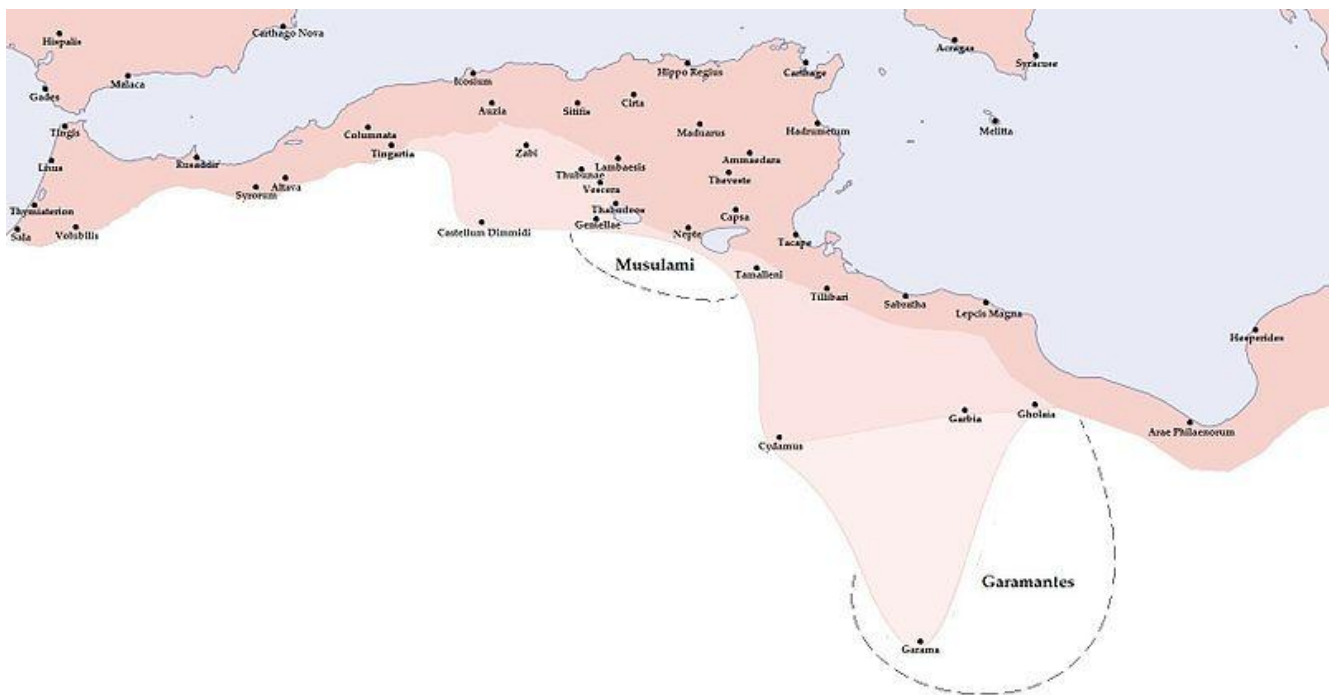 Carthago Nova
Hispalis
Acragas
Syracuse
Malaca
Icosium
Hippo Regius
Carthage
Gades
Auzia
Sitifis
Cirta
Tingis
Columnata
Maduarus
Hadrumetum
Melitta
Tingartia
Zabi
Lixus
Rusaddir
Lambaesis
Ammaedara
Thubunae
Theveste
Altava
Syrorum
Vescera
Thymiaterion
Thabudeos
Capsa
Sala
Volubilis
Castellum Dimmidi
Gemellae
Nepte
Tacape
Musulami
Tamalleni
Tillibari
Sabratha
Lepcis Magna
Hesperides
Garbia
Gholaia
Arae Philaenorum
Cydamus
Garamantes
Garama